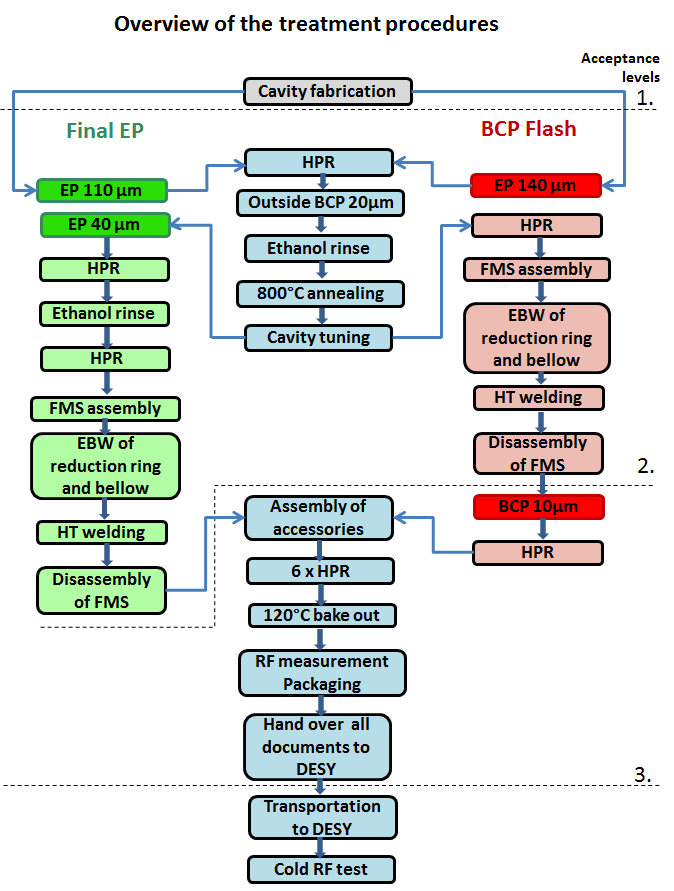 Overview of the treatment procedures
Acceptance
levels
Cavity fabrication
1.
Final EP
BCP Flash
HPR
EP 110 µm
EP 140 µm
Outside BCP 20µm
EP 40 µm
HPR
Ethanol rinse
HPR
FMS assembly
800°C annealing
Ethanol rinse
EBW of
reduction ring
and bellow
Cavity tuning
HPR
HT welding
FMS assembly
Disassembly
of FMS
EBW of
reduction ring
and bellow
2.
Assembly of
accessories
BCP 10µm
HT welding
HPR
6 x HPR
Disassembly
of FMS
120°C bake out
RF measurement
Packaging
Hand over all
documents to
DESY
3.
Transportation
to DESY
Cold RF test